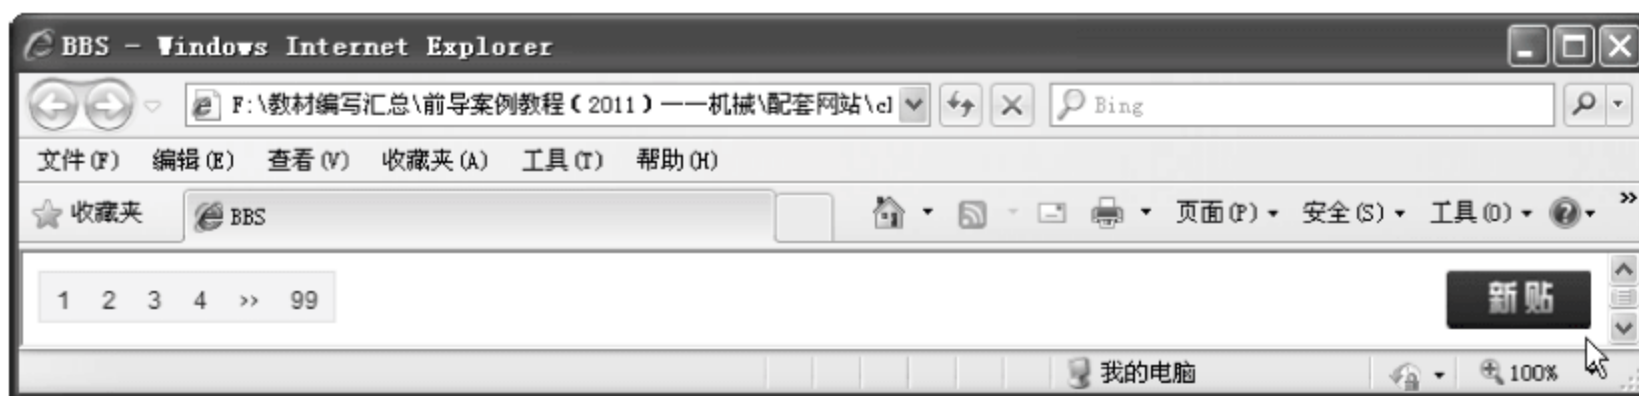 BBS - Windows Internet Explorer
F:\教材编写汇总\前导案例教程(2011)——机械\配套网站\cl Bing
文件(F) 编辑(E) 查看(V) 收藏夹(A) 工具(T) 帮助(H)
收藏夹 BBS 页面(P) 安全(S) 工具(O) »
1 2 3 4 >> 99 新贴
我的电脑 100%